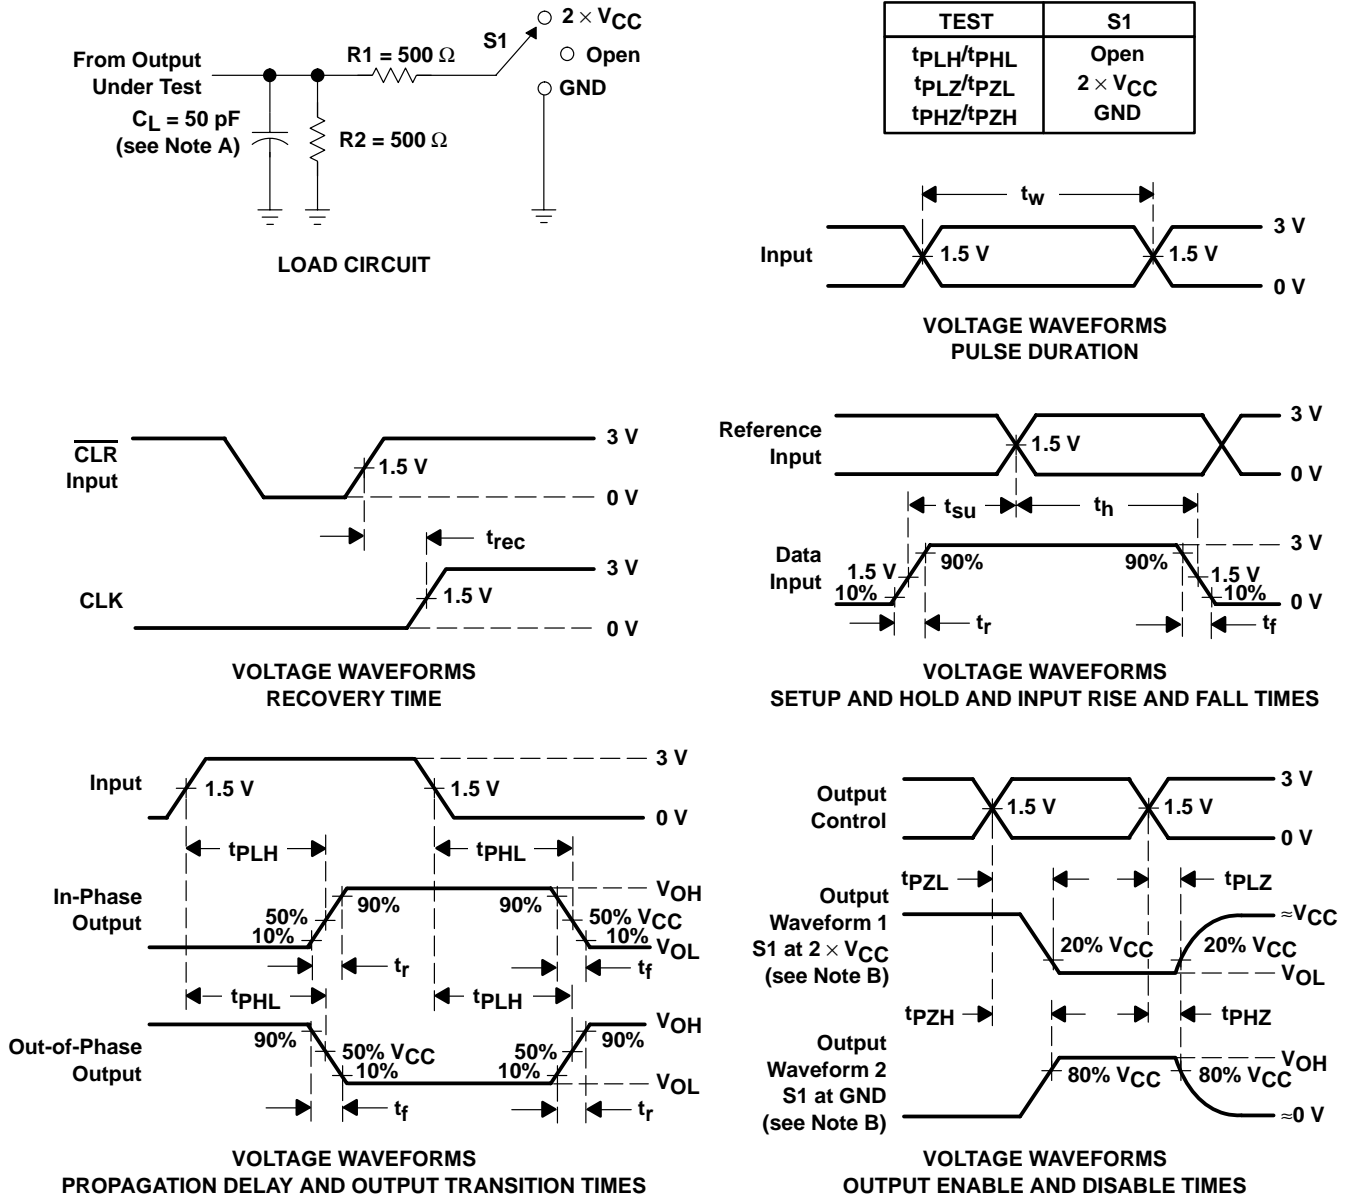 From Output
Under Test
CL = 50 pF
(see Note A)
R1 = 500 Ω
R2 = 500 Ω
S1
2 × VCC
Open
GND
LOAD CIRCUIT
TEST S1
tPLH/tPHL Open
tPLZ/tPZL 2 × VCC
tPHZ/tPZH GND
tw
Input
1.5 V 1.5 V
3 V
0 V
VOLTAGE WAVEFORMS
PULSE DURATION
CLR
Input
1.5 V
3 V
0 V
trec
CLK
1.5 V
3 V
0 V
VOLTAGE WAVEFORMS
RECOVERY TIME
Reference
Input
1.5 V
3 V
0 V
tsu th
Data
Input
1.5 V
10%
90% 90%
1.5 V
10%
3 V
0 V
tr tf
VOLTAGE WAVEFORMS
SETUP AND HOLD AND INPUT RISE AND FALL TIMES
Input
1.5 V 1.5 V
3 V
0 V
tPLH tPHL
In-Phase
Output
50%
10%
90% 90%
50% VCC
10%
VOH
VOL
tr tf
tPHL tPLH
Out-of-Phase
Output
90%
50% VCC
10%
50%
10%
90%
VOH
VOL
tf tr
VOLTAGE WAVEFORMS
PROPAGATION DELAY AND OUTPUT TRANSITION TIMES
Output
Control
1.5 V 1.5 V
3 V
0 V
tPZL tPLZ
Output
Waveform 1
S1 at 2 × VCC
(see Note B)
20% VCC 20% VCC
≈VCC
VOL
tPZH tPHZ
Output
Waveform 2
S1 at GND
(see Note B)
80% VCC 80% VCC
VOH
≈0 V
VOLTAGE WAVEFORMS
OUTPUT ENABLE AND DISABLE TIMES